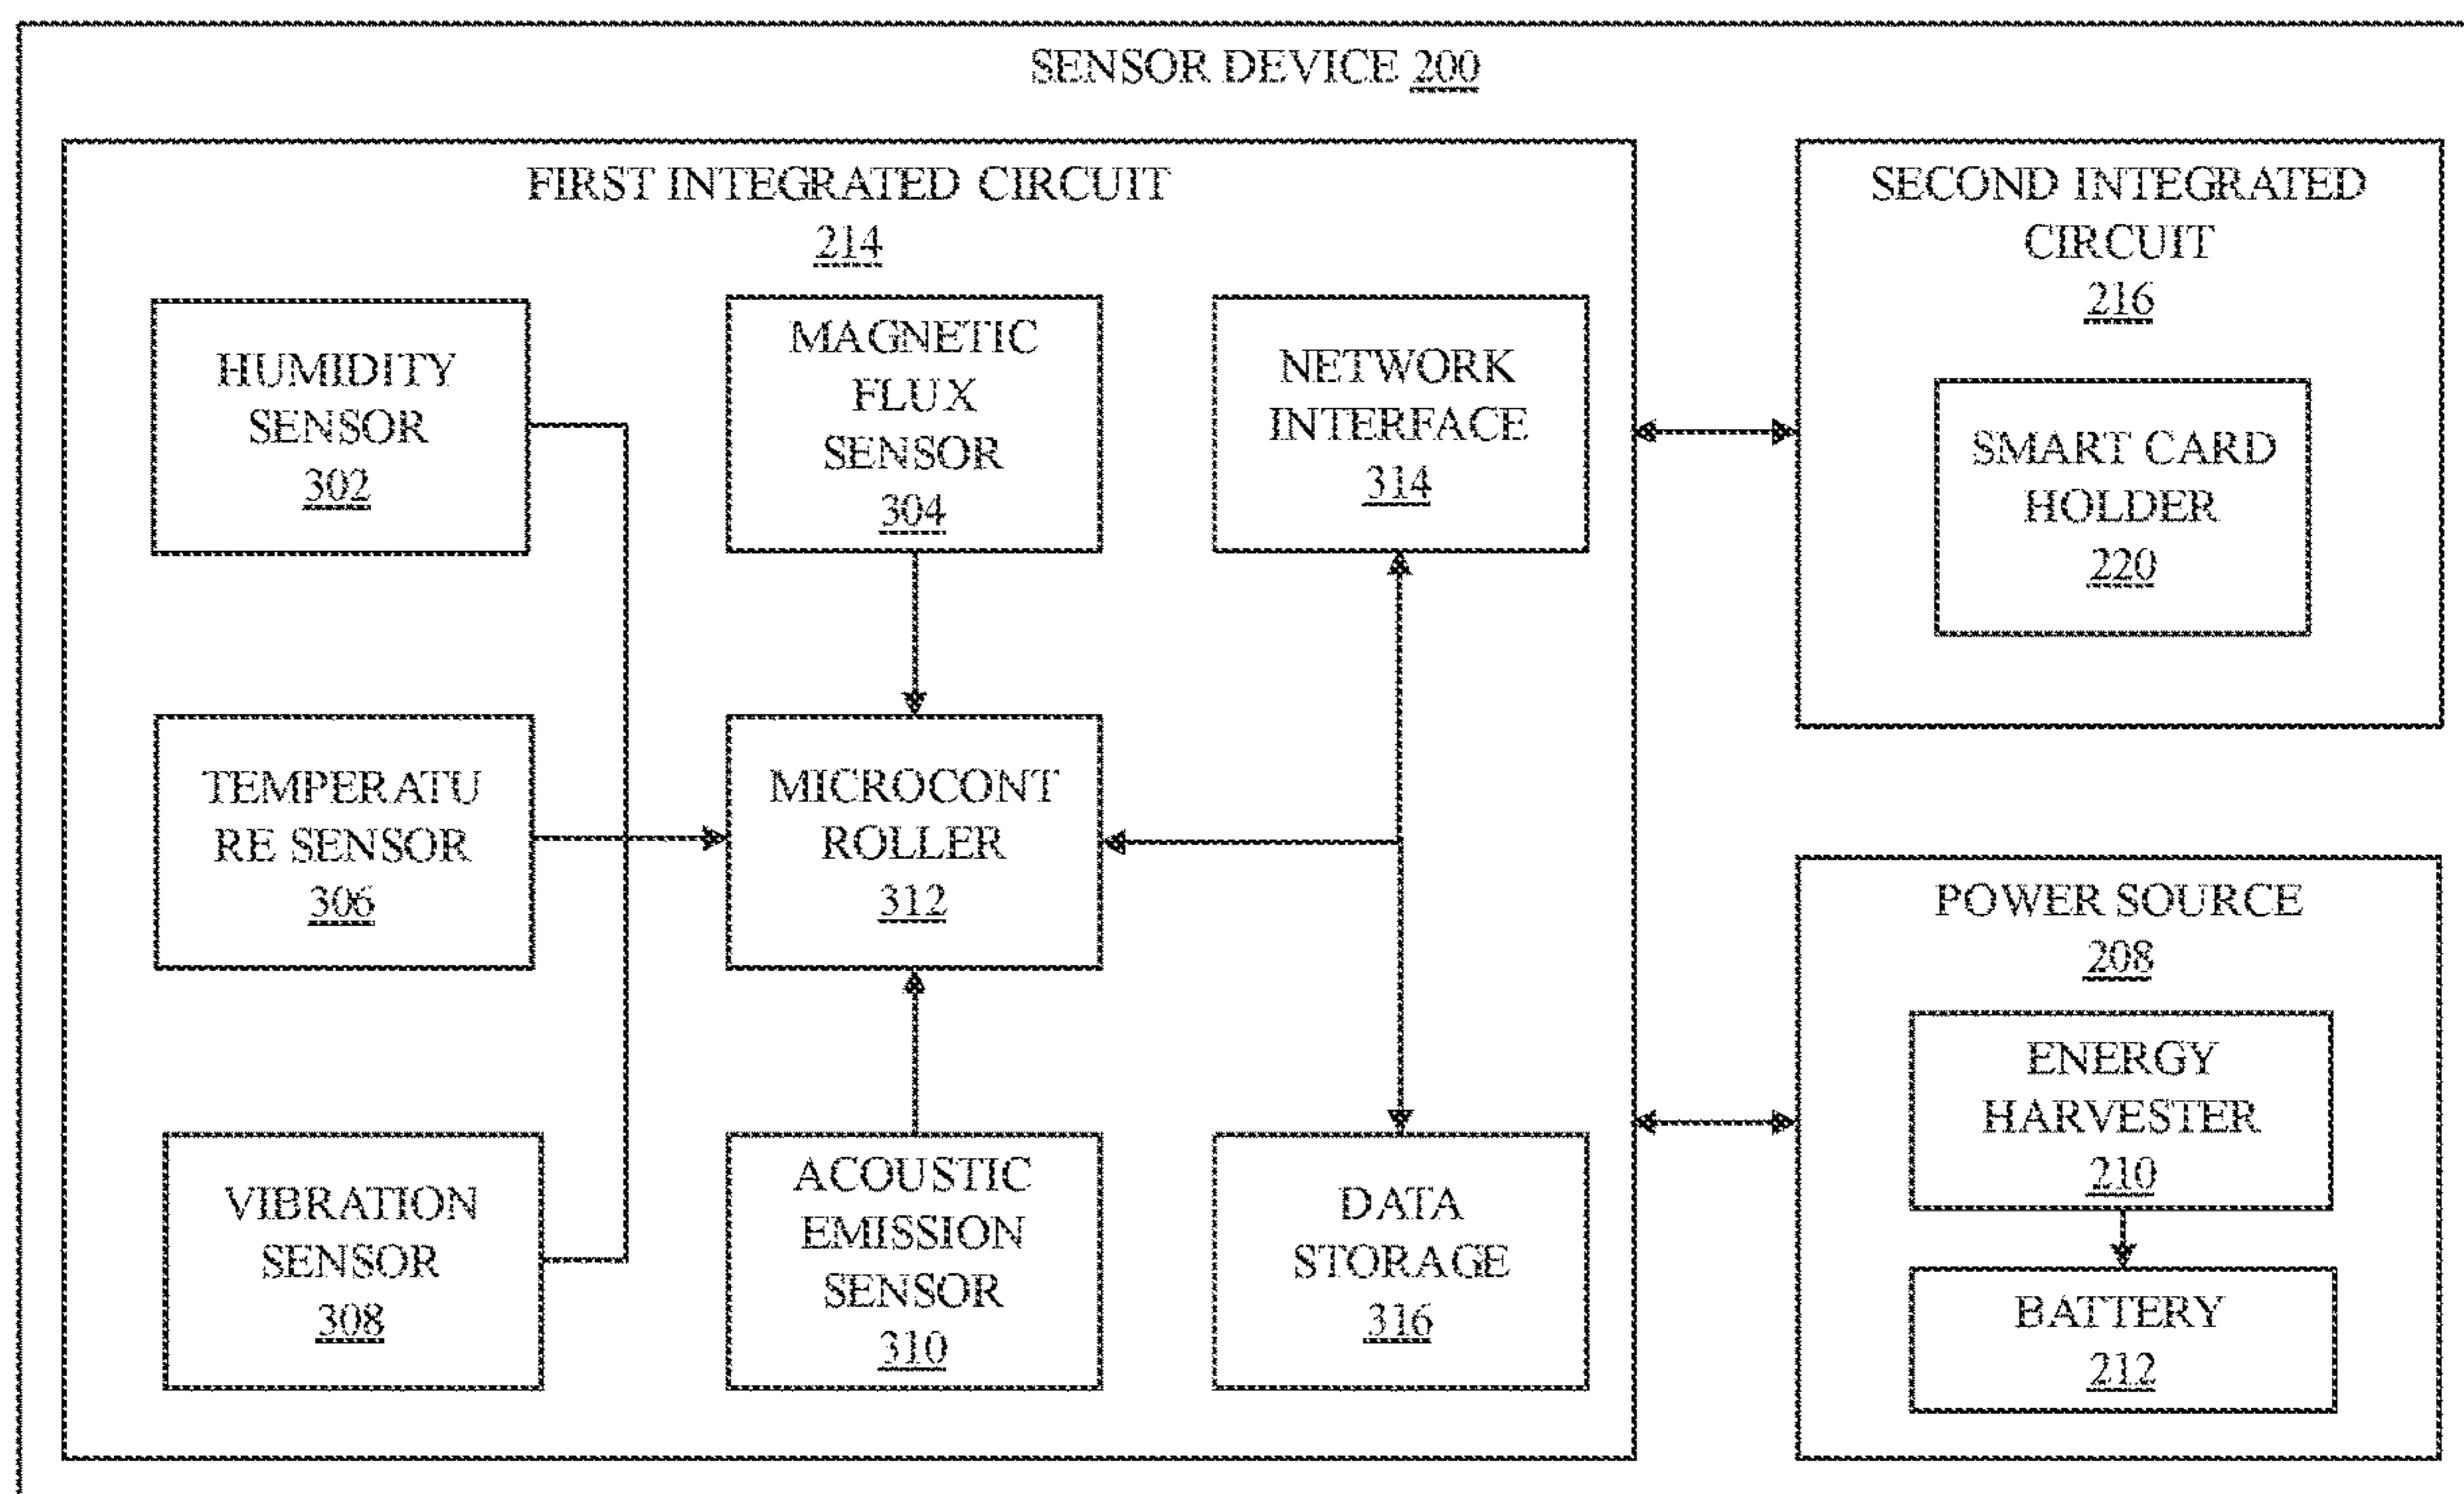 SENSOR DEVICE 200
FIRST INTEGRATED CIRCUIT
214
HUMIDITY
SENSOR
302
MAGNETIC
FLUX
SENSOR
304
NETWORK
INTERFACE
314
TEMPERATU
RE SENSOR
306
MICROCONT
ROLLER
312
VIBRATION
SENSOR
308
ACOUSTIC
EMISSION
SENSOR
310
DATA
STORAGE
316
SECOND INTEGRATED
CIRCUIT
216
SMART CARD
HOLDER
220
POWER SOURCE
208
ENERGY
HARVESTER
210
BATTERY
212